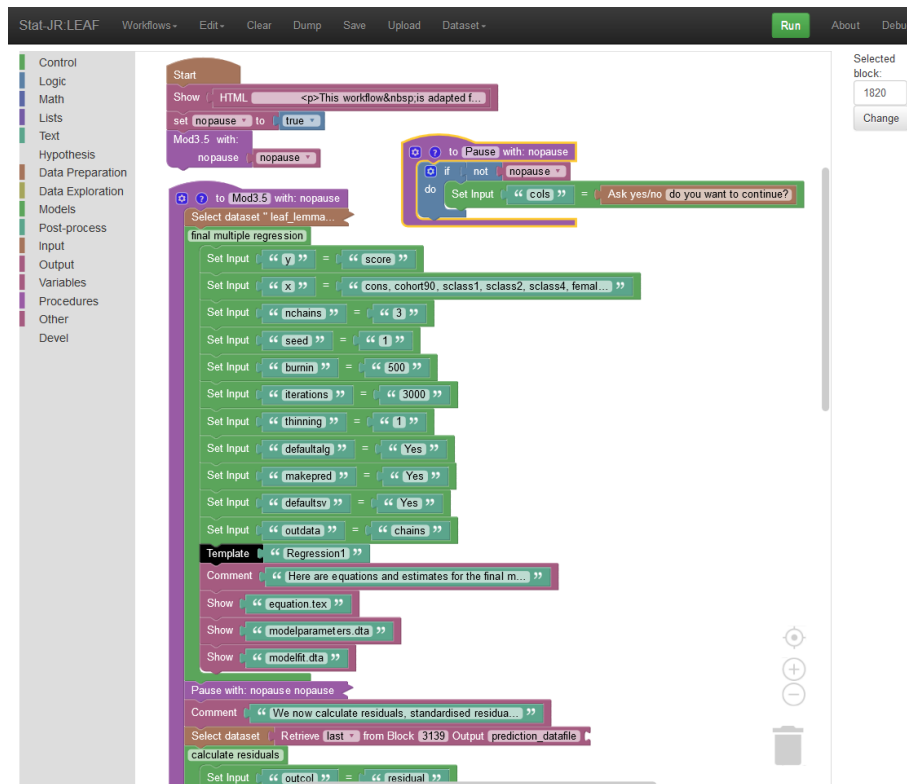 Stat-JR:LEAF Workflows Edit Clear Dump Save Upload Dataset Run About Debu
Control
Logic
Math
Lists
Text
Hypothesis
Data Preparation
Data Exploration
Models
Post-process
Input
Output
Variables
Procedures
Other
Devel
Start
Show HTML <p>This workflow&nbsp;is adapted f...
set nopause to true
Mod3.5 with:
nopause nopause
? to Pause with: nopause
if not nopause
do Set Input “ cols ” = Ask yes/no do you want to continue?
? to Mod3.5 with: nopause
Select dataset " leaf_lemma...
final multiple regression
Set Input “ y ” = “ score ”
Set Input “ x ” = “ cons, cohort90, sclass1, sclass2, sclass4, femal... ”
Set Input “ nchains ” = “ 3 ”
Set Input “ seed ” = “ 1 ”
Set Input “ burnin ” = “ 500 ”
Set Input “ iterations ” = “ 3000 ”
Set Input “ thinning ” = “ 1 ”
Set Input “ defaultalg ” = “ Yes ”
Set Input “ makepred ” = “ Yes ”
Set Input “ defaultsv ” = “ Yes ”
Set Input “ outdata ” = “ chains ”
Template “ Regression1 ”
Comment “ Here are equations and estimates for the final m... ”
Show “ equation.tex ”
Show “ modelparameters.dta ”
Show “ modelfit.dta ”
Pause with: nopause nopause
Comment “ We now calculate residuals, standardised residua... ”
Select dataset Retrieve last from Block 3139 Output prediction_datafile
calculate residuals
Set Input “ outcol ” = “ residual ”
Selected
block:
1820
Change